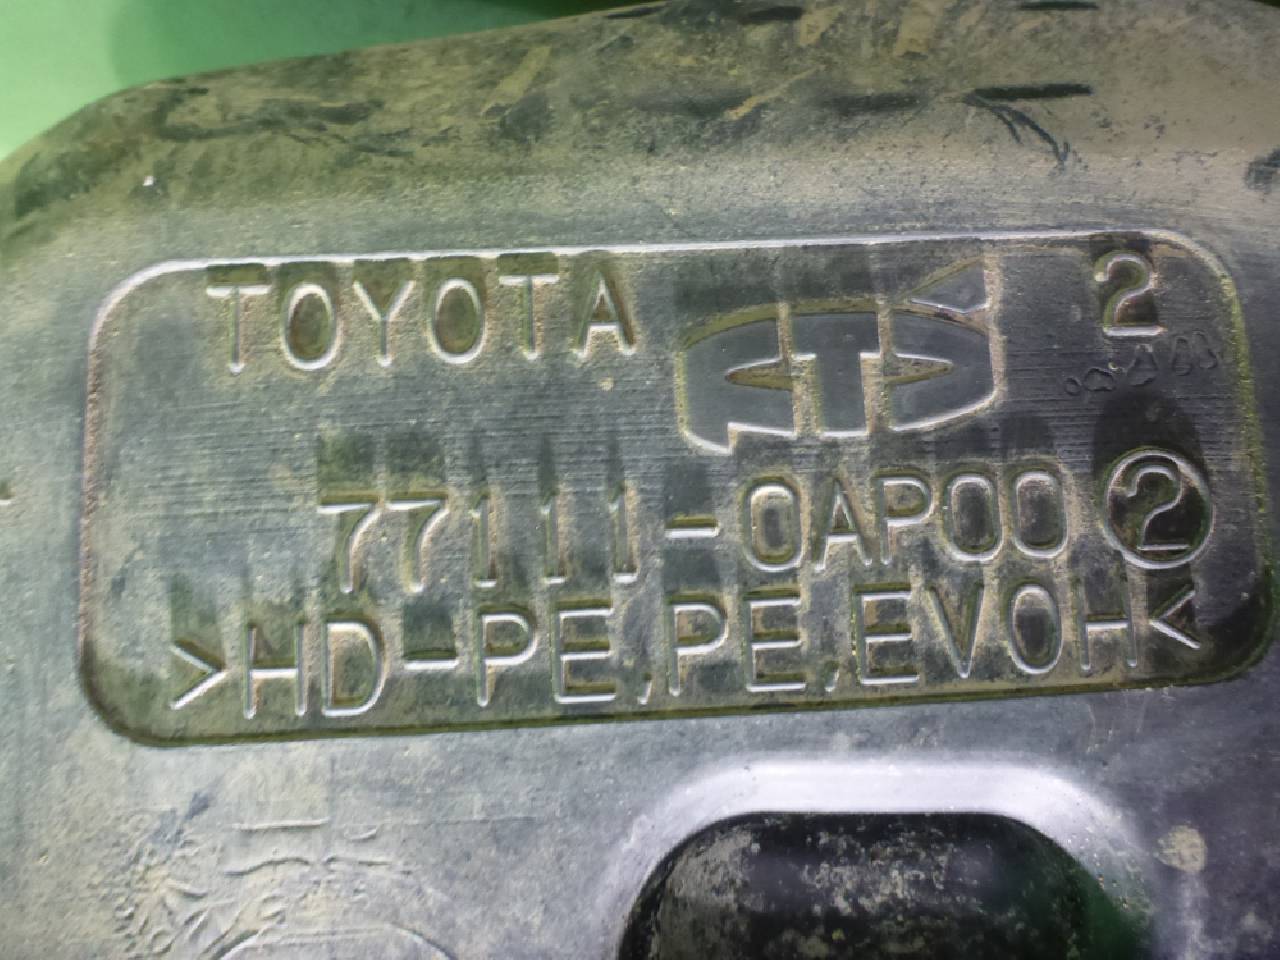 TOYOTA 2
77111-0AP00 ②
>HD-PE,PE,EVOH<